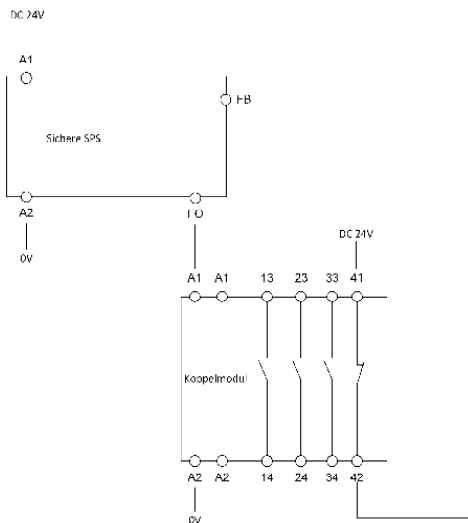 DC 24V
A1
FB
Sichere SPS
A2
FO
0V
DC 24V
A1 A1 13 23 33 41
Koppelmodul
A2 A2 14 24 34 42
0V